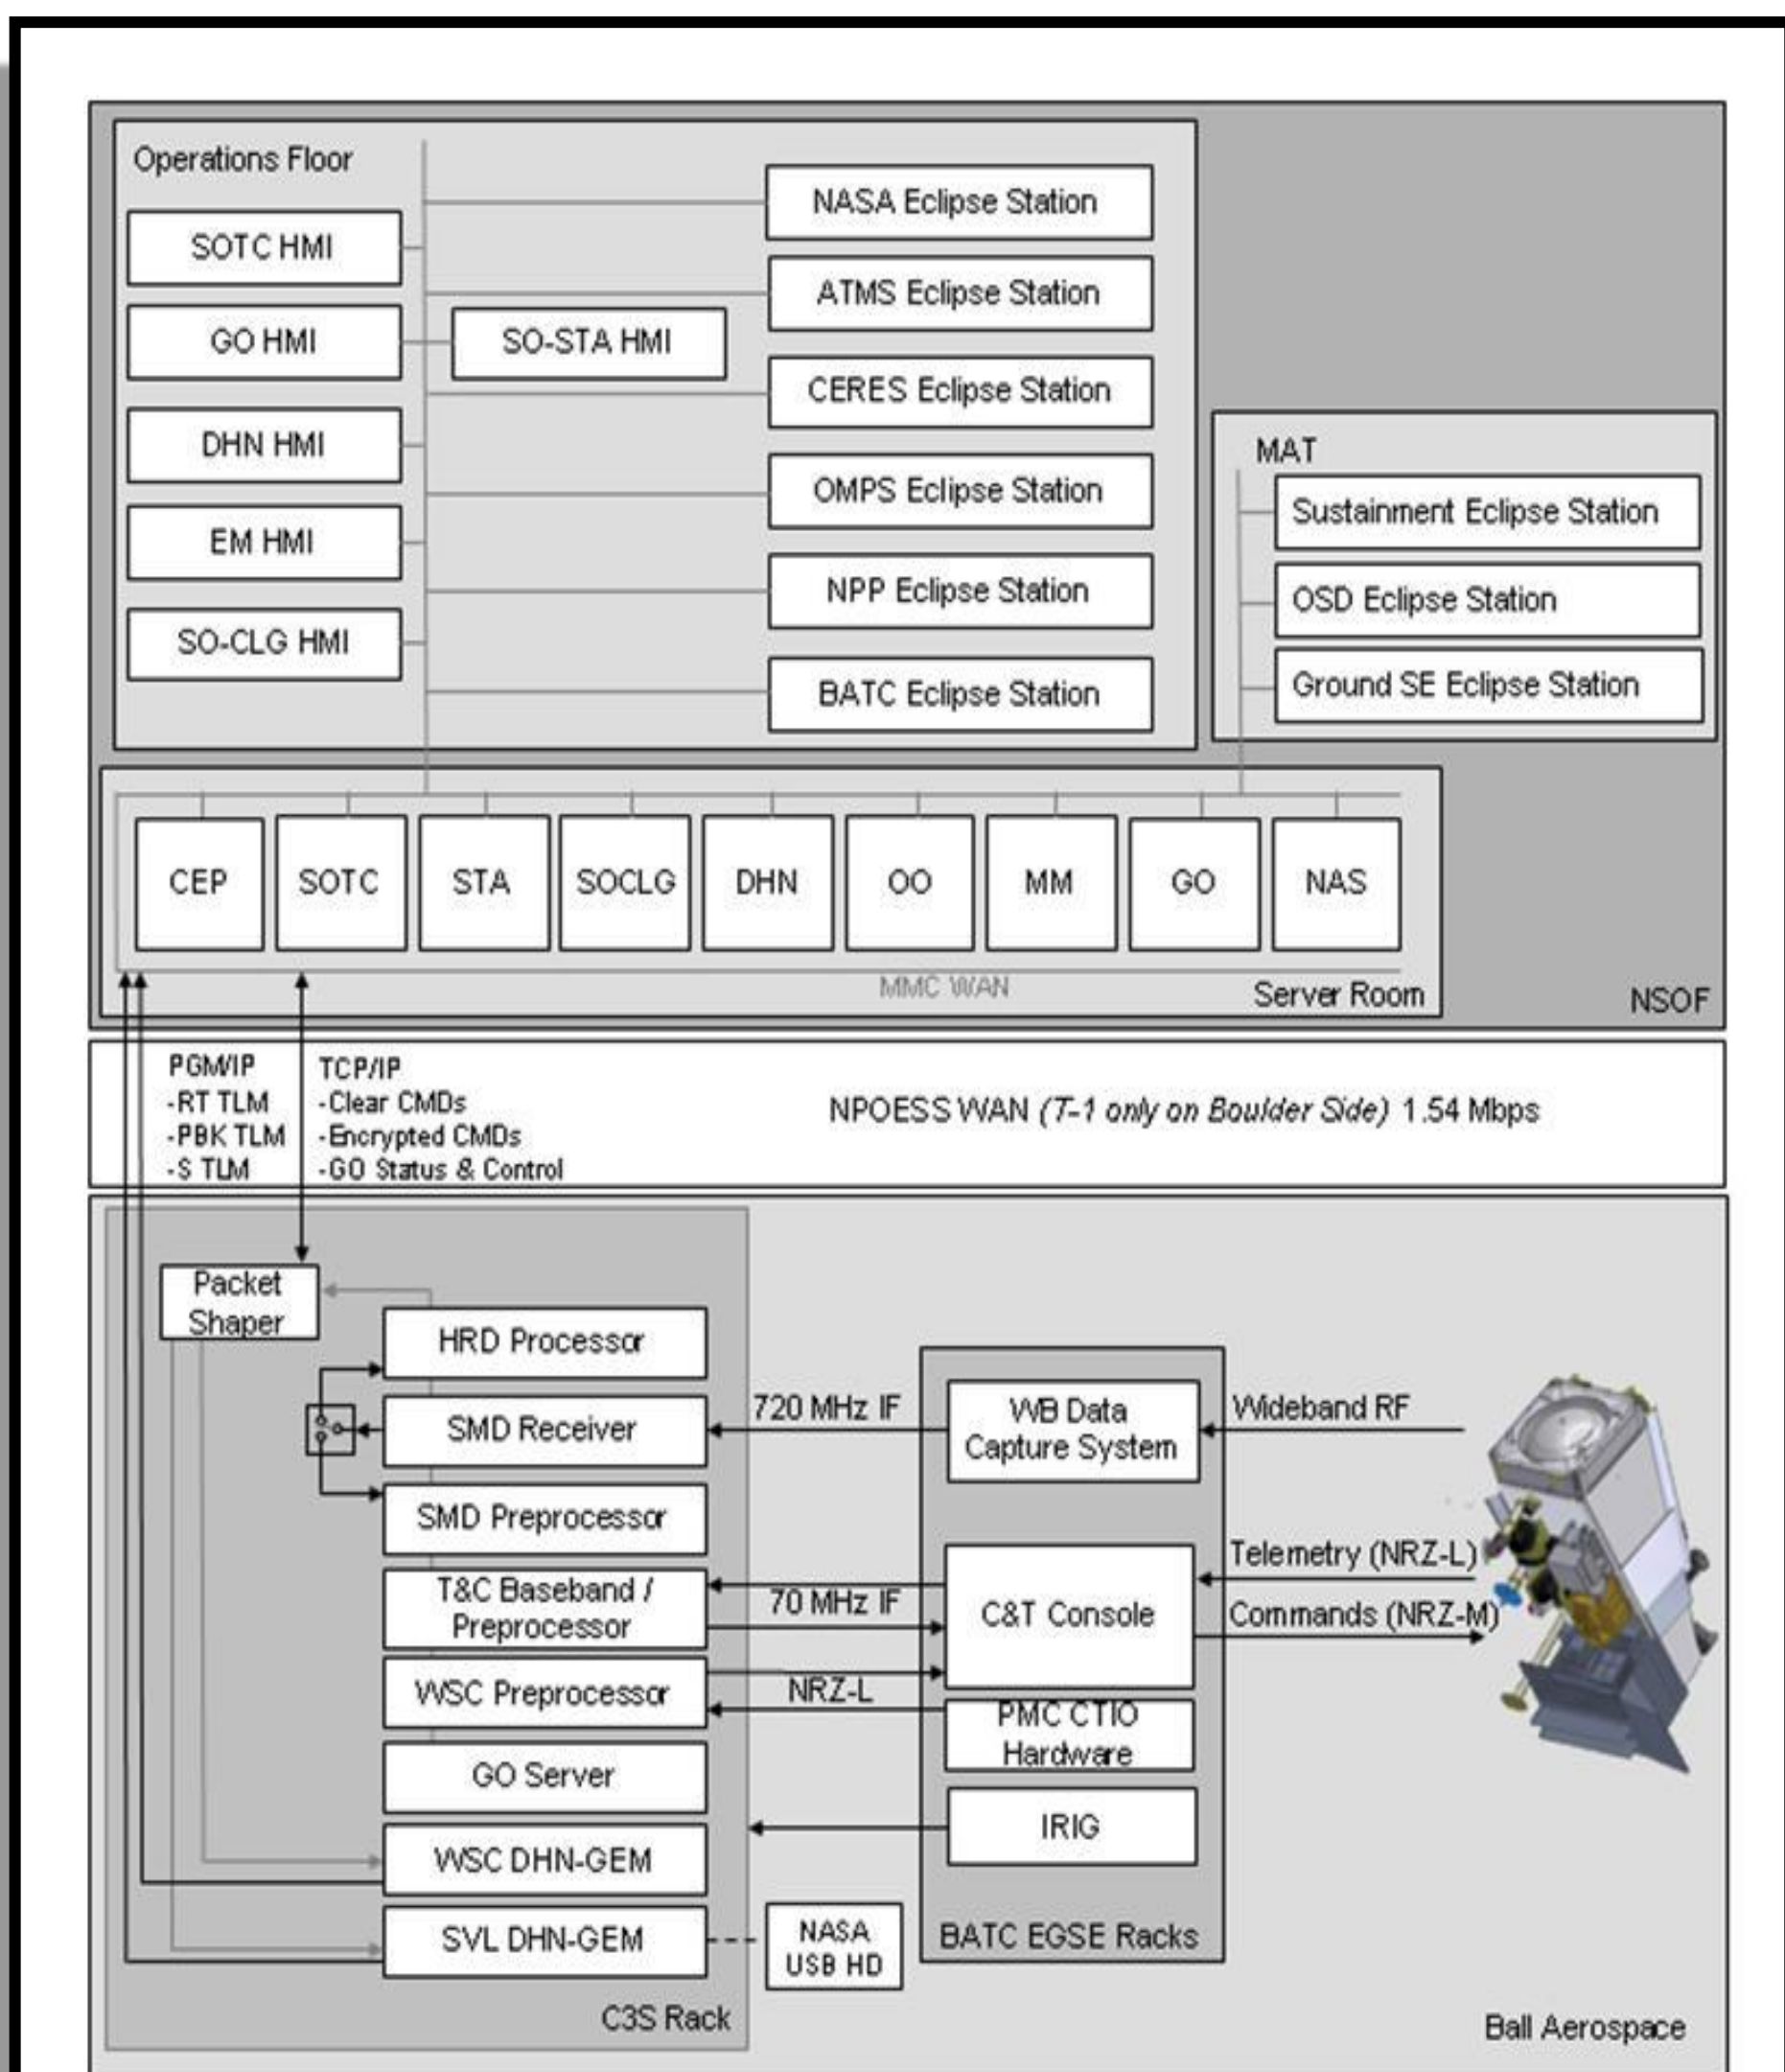 Operations Floor
SOTC HMI
GO HMI
DHN HMI
EM HMI
SO-CLG HMI
SO-STA HMI
NASA Eclipse Station
ATMS Eclipse Station
CERES Eclipse Station
OMPS Eclipse Station
NPP Eclipse Station
BATC Eclipse Station
MAT
Sustainment Eclipse Station
OSD Eclipse Station
Ground SE Eclipse Station
CEP
SOTC
STA
SOCLG
DHN
OO
MM
GO
NAS
MMC WAN
Server Room
NSOF
PGM/IP
-RT TLM
-PBK TLM
-S TLM
TCP/IP
-Clear CMDs
-Encrypted CMDs
-GO Status & Control
NPOESS WAN (T-1 only on Boulder Side) 1.54 Mbps
Packet
Shaper
HRD Processor
SMD Receiver
SMD Preprocessor
T&C Baseband /
Preprocessor
WSC Preprocessor
GO Server
WSC DHN-GEM
SVL DHN-GEM
C3S Rack
720 MHz IF
70 MHz IF
NRZ-L
NASA
USB HD
WB Data
Capture System
C&T Console
PMC CTIO
Hardware
IRIG
BATC EGSE Racks
Wideband RF
Telemetry (NRZ-L)
Commands (NRZ-M)
Ball Aerospace